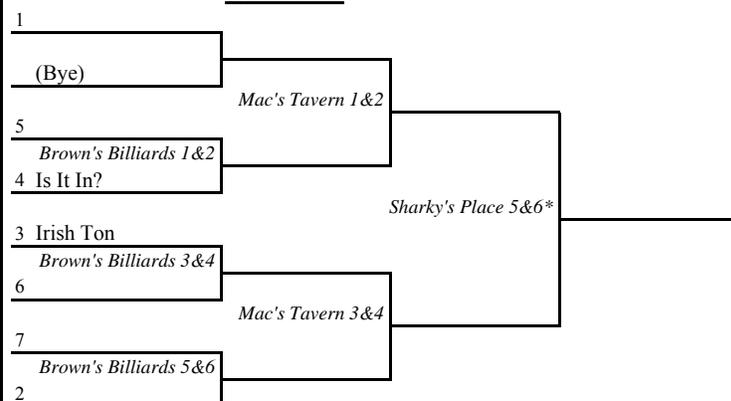 1
(Bye)
Mac's Tavern 1&2
5
Brown's Billiards 1&2
4 Is It In?
Sharky's Place 5&6*
3 Irish Ton
Brown's Billiards 3&4
6
Mac's Tavern 3&4
7
Brown's Billiards 5&6
2